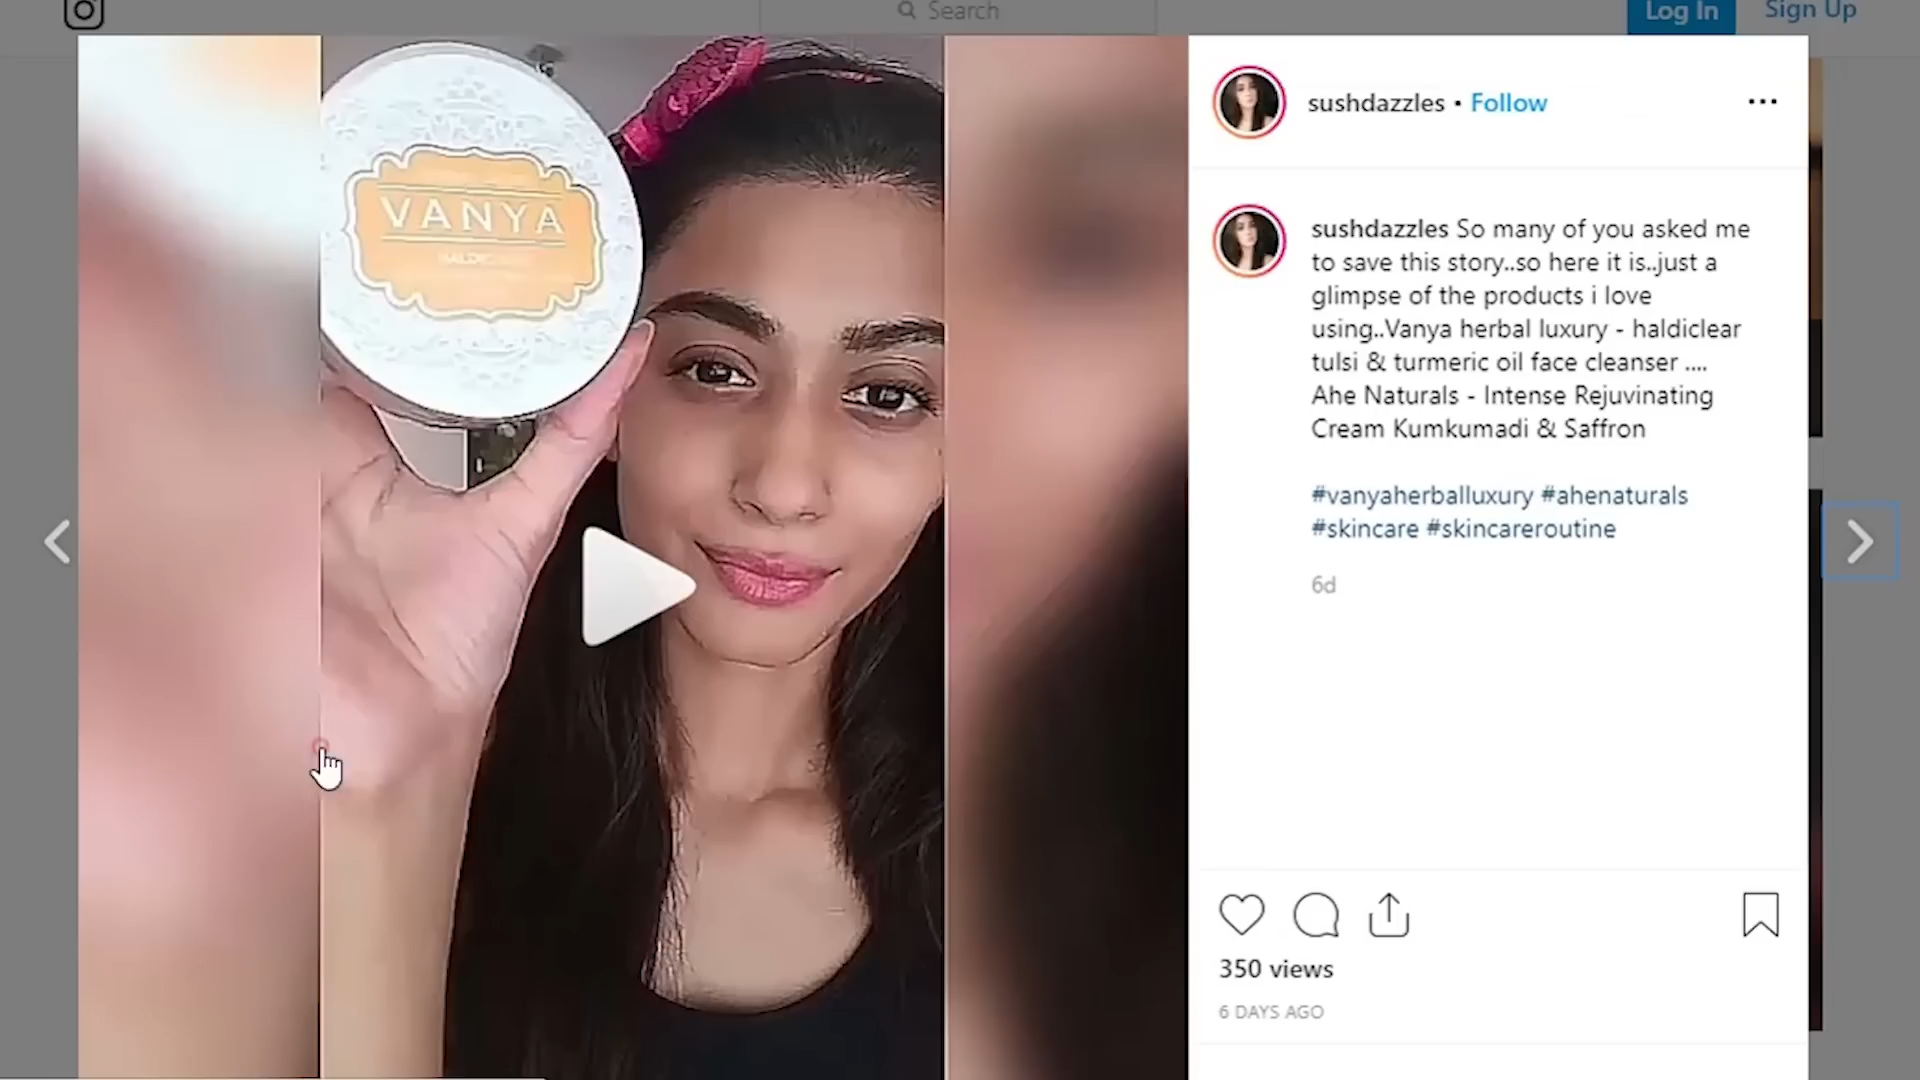 Search
Log In
Sign Up
VANYA
sushdazzles • Follow
sushdazzles So many of you asked me
to save this story..so here it is..just a
glimpse of the products i love
using..Vanya herbal luxury - haldiclear
tulsi & turmeric oil face cleanser ....
Ahe Naturals - Intense Rejuvinating
Cream Kumkumadi & Saffron
#vanyaherballuxury #ahenaturals
#skincare #skincareroutine
6d
350 views
6 DAYS AGO